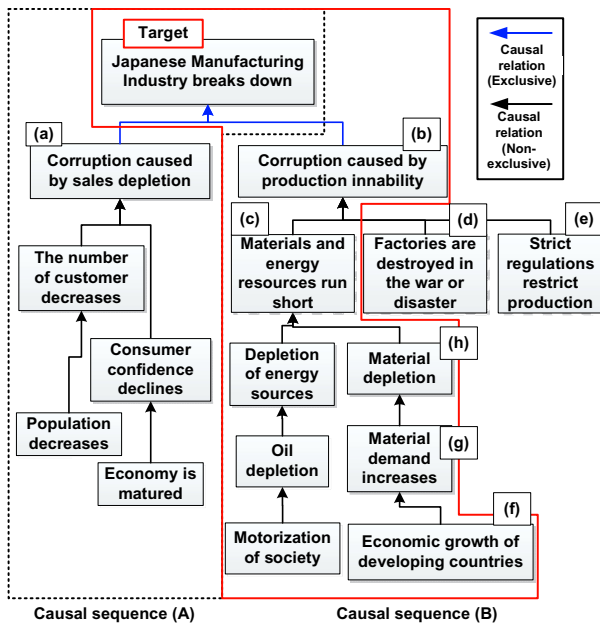 Target
Japanese Manufacturing
Industry breaks down
Causal
relation
(Exclusive)
Causal
relation
(Non-
exclusive)
(a)
Corruption caused
by sales depletion
(b)
Corruption caused by
production innability
(c)
Materials and
energy
resources run
short
(d)
Factories are
destroyed in
the war or
disaster
(e)
Strict
regulations
restrict
production
The number
of customer
decreases
Consumer
confidence
declines
Population
decreases
Economy is
matured
Depletion
of energy
sources
(h)
Material
depletion
Oil
depletion
(g)
Material
demand
increases
Motorization
of society
(f)
Economic growth of
developing countries
Causal sequence (A)
Causal sequence (B)